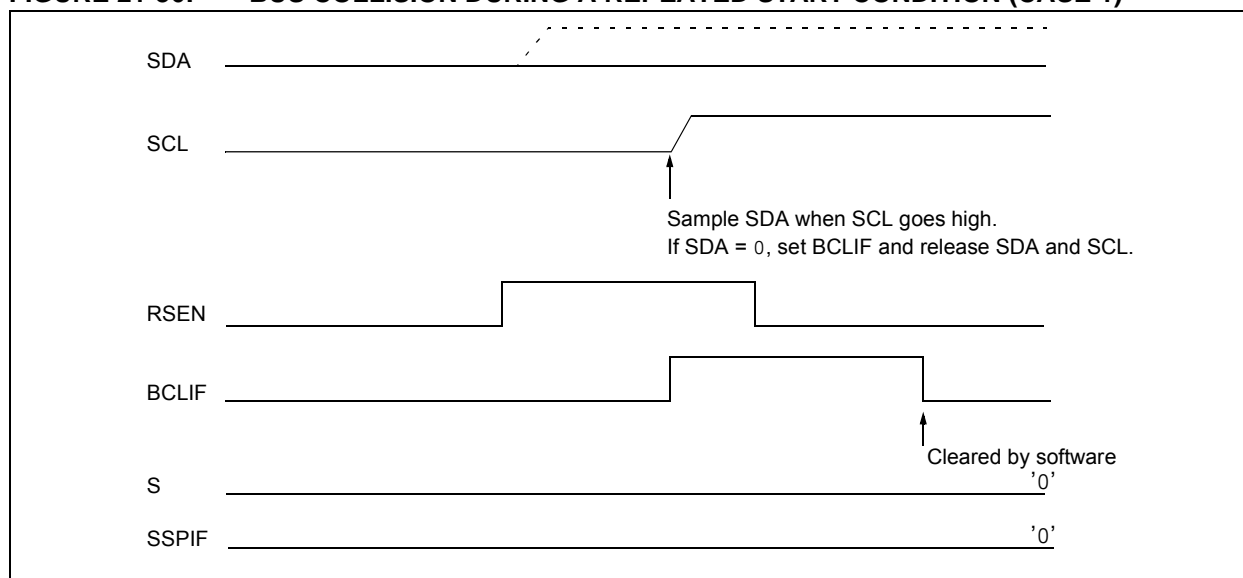 SDA
SCL
Sample SDA when SCL goes high.
If SDA = 0, set BCLIF and release SDA and SCL.
RSEN
BCLIF
Cleared by software
S
'0'
SSPIF
'0'